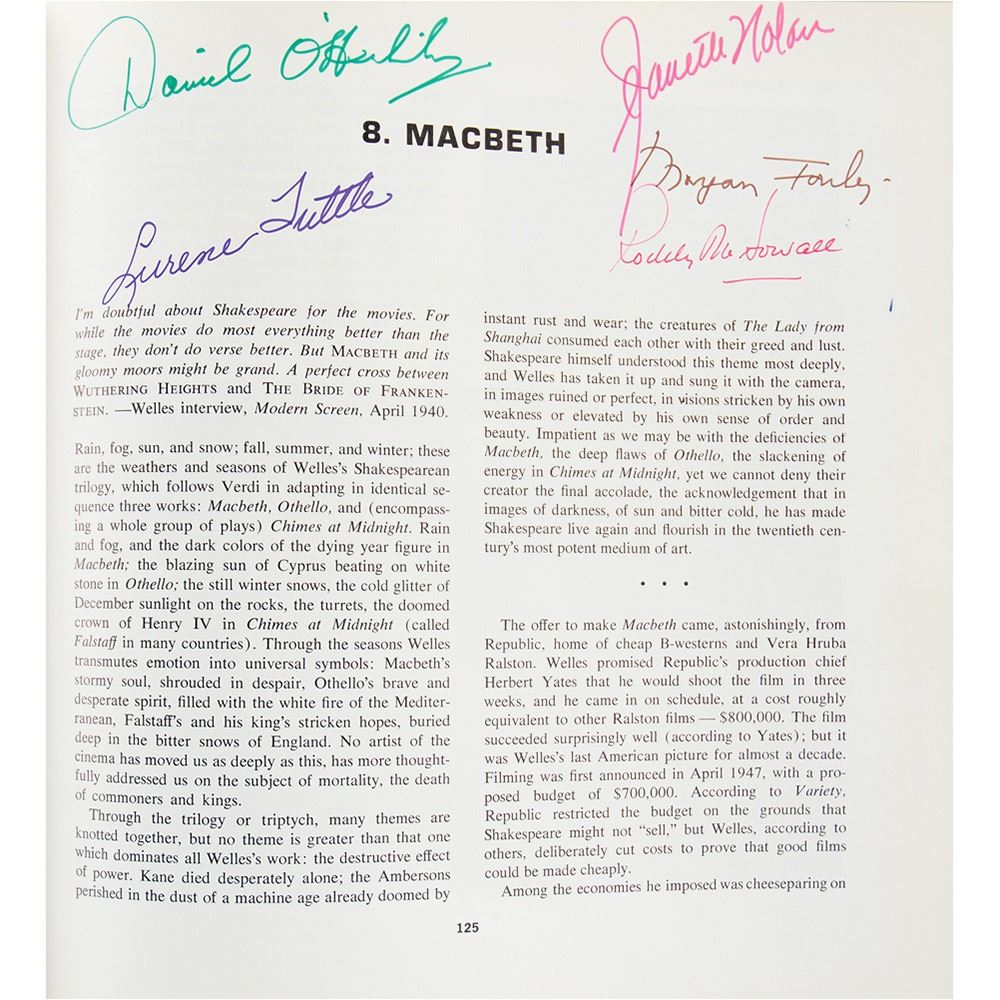 Daniel O'Herlihy
Jeanette Nolan
8. MACBETH
Morgan Farley
Lurene Tuttle
Roddy McDowall
I'm doubtful about Shakespeare for the movies. For
while the movies do most everything better than the
stage, they don't do verse better. But MACBETH and its
gloomy moors might be grand. A perfect cross between
WUTHERING HEIGHTS and THE BRIDE OF FRANKEN-
STEIN. —Welles interview, Modern Screen, April 1940.
Rain, fog, sun, and snow; fall, summer, and winter; these
are the weathers and seasons of Welles's Shakespearean
trilogy, which follows Verdi in adapting in identical se-
quence three works: Macbeth, Othello, and (encompass-
ing a whole group of plays) Chimes at Midnight. Rain
and fog, and the dark colors of the dying year figure in
Macbeth; the blazing sun of Cyprus beating on white
stone in Othello; the still winter snows, the cold glitter of
December sunlight on the rocks, the turrets, the doomed
crown of Henry IV in Chimes at Midnight (called
Falstaff in many countries). Through the seasons Welles
transmutes emotion into universal symbols: Macbeth's
stormy soul, shrouded in despair, Othello's brave and
desperate spirit, filled with the white fire of the Mediter-
ranean, Falstaff's and his king's stricken hopes, buried
deep in the bitter snows of England. No artist of the
cinema has moved us as deeply as this, has more thought-
fully addressed us on the subject of mortality, the death
of commoners and kings.
Through the trilogy or triptych, many themes are
knotted together, but no theme is greater than that one
which dominates all Welles's work: the destructive effect
of power. Kane died desperately alone; the Ambersons
perished in the dust of a machine age already doomed by
instant rust and wear; the creatures of The Lady from
Shanghai consumed each other with their greed and lust.
Shakespeare himself understood this theme most deeply,
and Welles has taken it up and sung it with the camera,
in images ruined or perfect, in visions stricken by his own
weakness or elevated by his own sense of order and
beauty. Impatient as we may be with the deficiencies of
Macbeth, the deep flaws of Othello, the slackening of
energy in Chimes at Midnight, yet we cannot deny their
creator the final accolade, the acknowledgement that in
images of darkness, of sun and bitter cold, he has made
Shakespeare live again and flourish in the twentieth cen-
tury's most potent medium of art.
• • •
The offer to make Macbeth came, astonishingly, from
Republic, home of cheap B-westerns and Vera Hruba
Ralston. Welles promised Republic's production chief
Herbert Yates that he would shoot the film in three
weeks, and he came in on schedule, at a cost roughly
equivalent to other Ralston films — $800,000. The film
succeeded surprisingly well (according to Yates); but it
was Welles's last American picture for almost a decade.
Filming was first announced in April 1947, with a pro-
posed budget of $700,000. According to Variety,
Republic restricted the budget on the grounds that
Shakespeare might not "sell," but Welles, according to
others, deliberately cut costs to prove that good films
could be made cheaply.
Among the economies he imposed was cheeseparing on
125